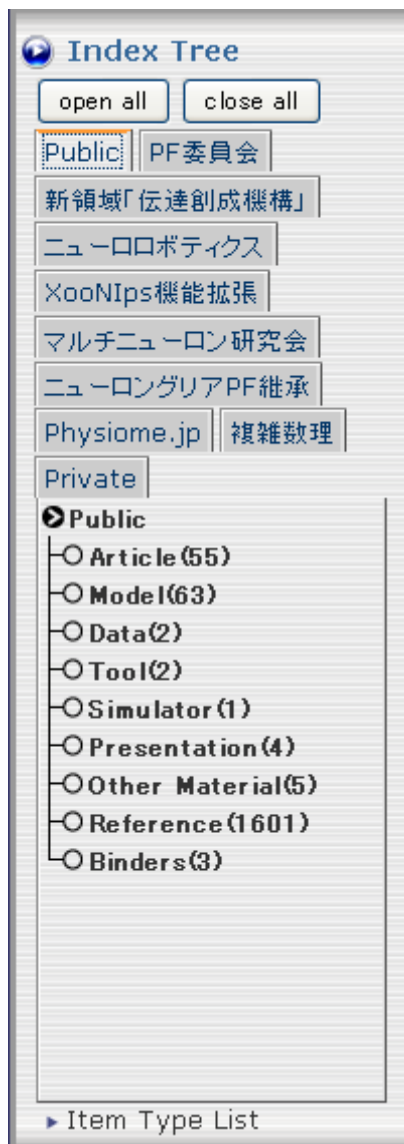 Index Tree
open all close all
Public PF委員会
新領域「伝達創成機構」
ニューロロボティクス
XooNIps機能拡張
マルチニューロン研究会
ニューロングリアPF継承
Physiome.jp 複雑数理
Private
Public
Article(55)
Model(63)
Data(2)
Tool(2)
Simulator(1)
Presentation(4)
Other Material(5)
Reference(1601)
Binders(3)
Item Type List